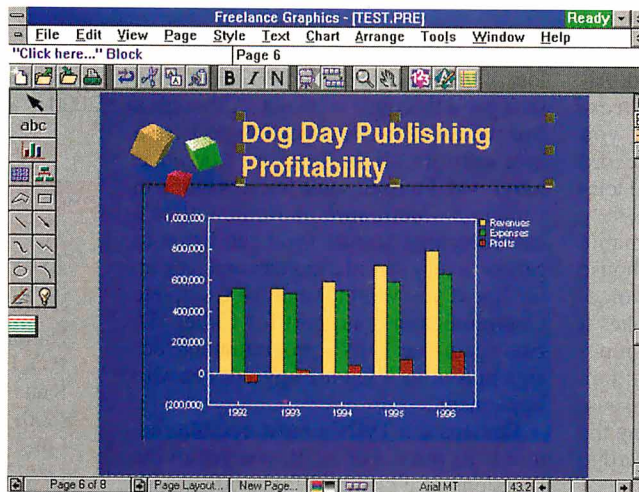 Freelance Graphics - [TEST.PRE]
Ready
File Edit View Page Style Text Chart Arrange Tools Window Help
"Click here..." Block
Page 6
B I N
abc
Dog Day Publishing
Profitability
1,000,000
800,000
600,000
400,000
200,000
0
(200,000)
Revenues
Expenses
Profits
1992 1993 1994 1995 1996
Page 6 of 8 Page Layout... New Page... Arial MT 43.2